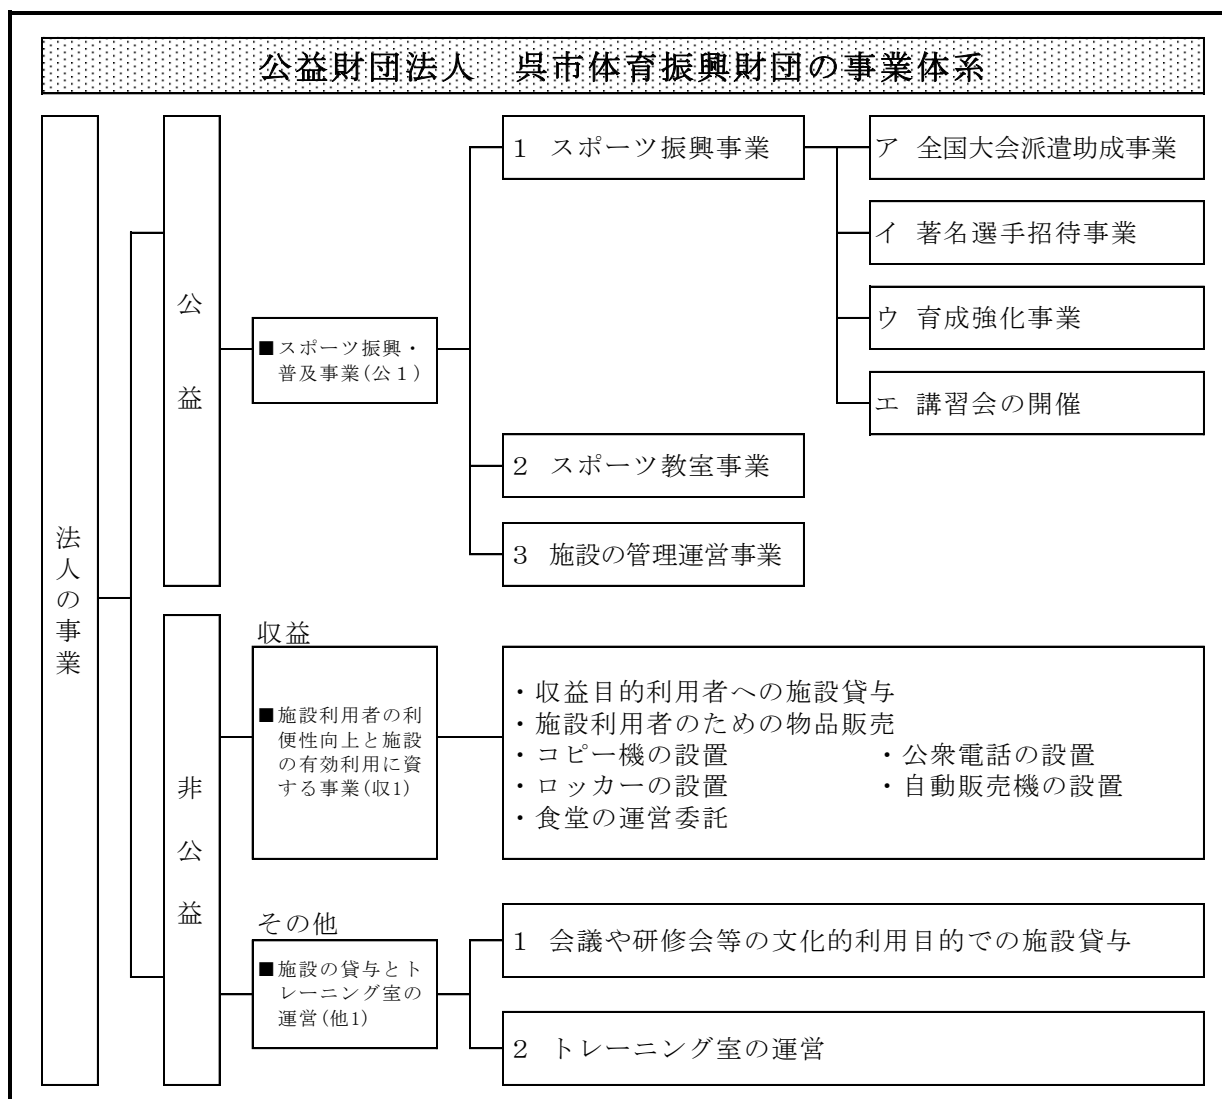 公益財団法人　呉市体育振興財団の事業体系
法人の事業
公益
■スポーツ振興・
普及事業(公１)
１ スポーツ振興事業
ア 全国大会派遣助成事業
イ 著名選手招待事業
ウ 育成強化事業
エ 講習会の開催
２ スポーツ教室事業
３ 施設の管理運営事業
非公益
収益
■施設利用者の利
便性向上と施設
の有効利用に資
する事業(収1)
・収益目的利用者への施設貸与
・施設利用者のための物品販売
・コピー機の設置　・公衆電話の設置
・ロッカーの設置　・自動販売機の設置
・食堂の運営委託
その他
■施設の貸与とト
レーニング室の
運営(他1)
１ 会議や研修会等の文化的利用目的での施設貸与
２ トレーニング室の運営